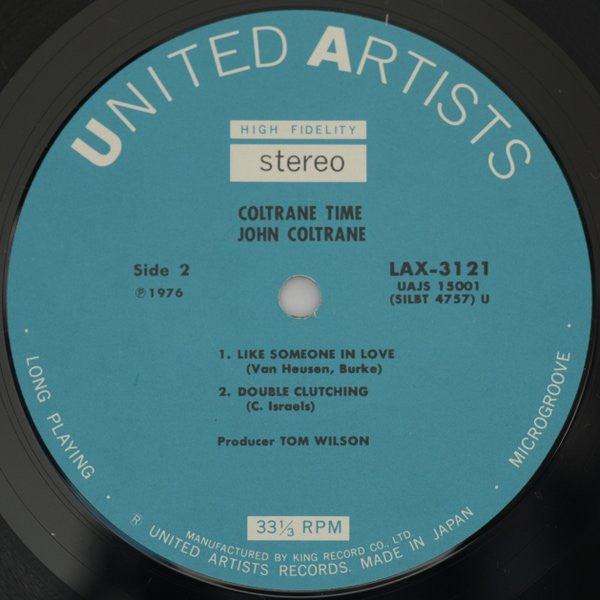 UNITED ARTISTS
HIGH FIDELITY
stereo
COLTRANE TIME
JOHN COLTRANE
Side 2
℗ 1976
LAX-3121
UAJS 15001
(SILBT 4757) U
1. LIKE SOMEONE IN LOVE
(Van Heusen, Burke)
2. DOUBLE CLUTCHING
(C. Israels)
Producer TOM WILSON
· LONG PLAYING ·
· MICROGROOVE ·
33⅓ RPM
MANUFACTURED BY KING RECORD CO., LTD.
® UNITED ARTISTS RECORDS. MADE IN JAPAN